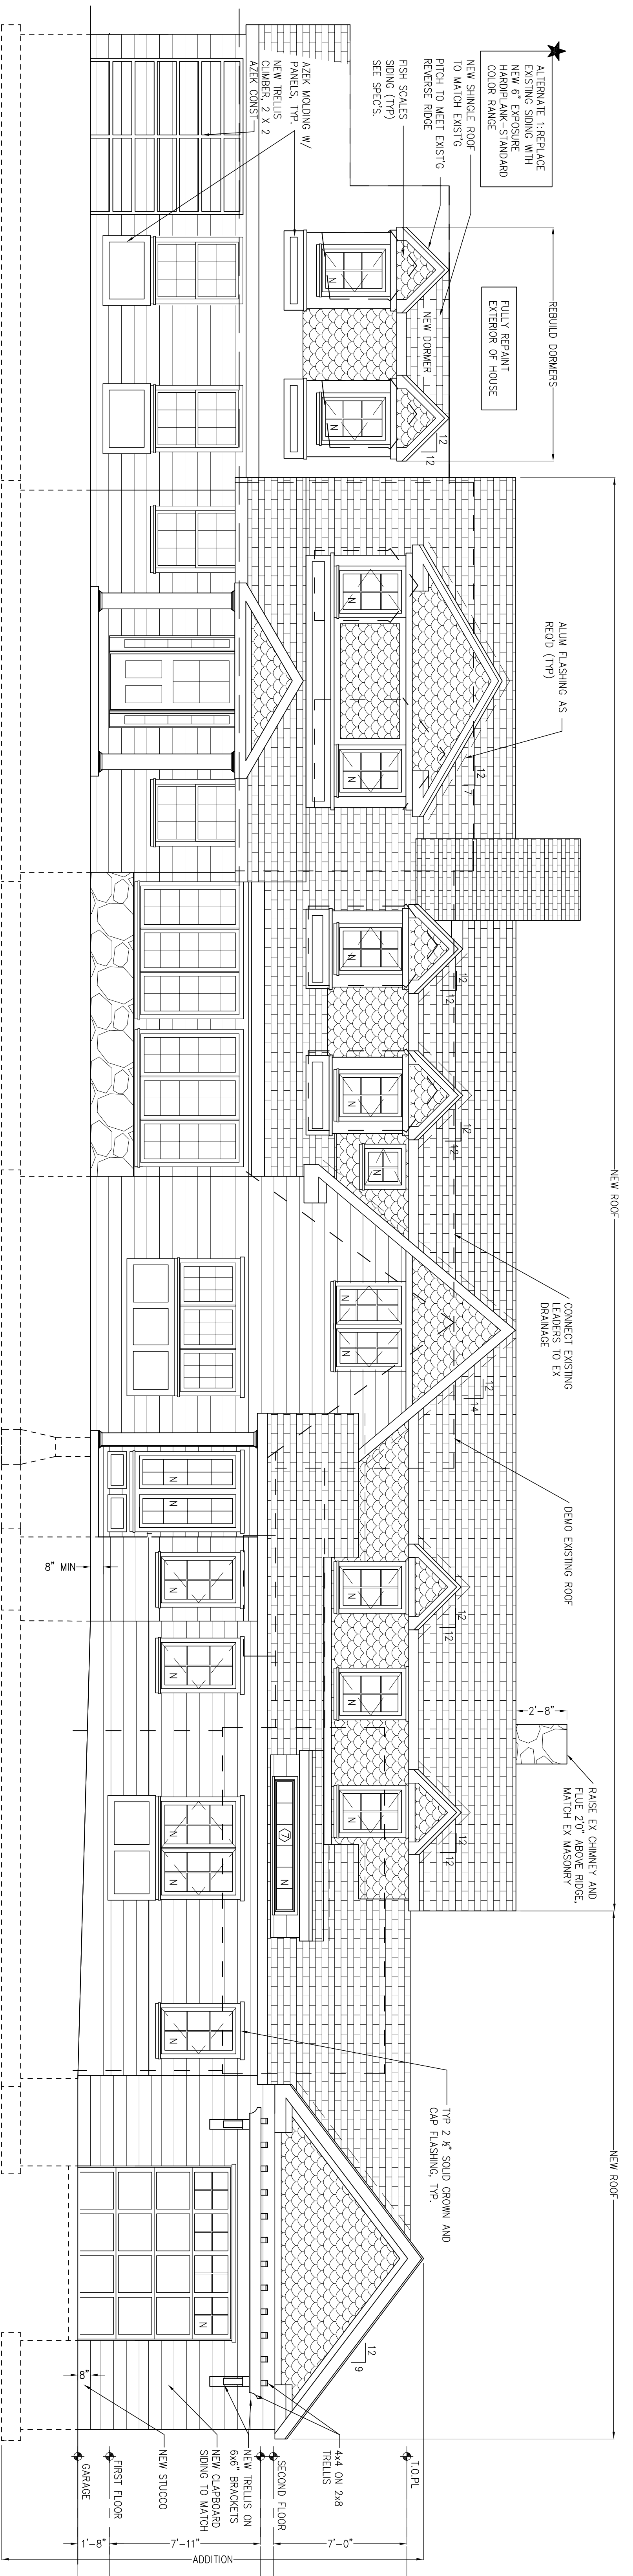 ALTERNATE 1:REPLACE
EXISTING SIDING WITH
NEW 6" EXPOSURE
HARDIPLANK-STANDARD
COLOR RANGE
FULLY REPAINT
EXTERIOR OF HOUSE
REBUILD DORMERS
NEW SHINGLE ROOF
TO MATCH EXIST'G
PITCH TO MEET EXIST'G
REVERSE RIDGE
FISH SCALES
SIDING (TYP)
SEE SPEC'S.
AZEK MOLDING W/
PANELS, TYP.
NEW TRELLIS
CLIMBER, 2 X 2
AZEK CONST
NEW DORMER
N
N
12
12
NEW ROOF
ALUM FLASHING AS
REQ'D (TYP)
12
7
N
N
12
12
N
12
12
N
N
CONNECT EXISTING
LEADERS TO EX
DRAINAGE
12
14
N
N
DEMO EXISTING ROOF
12
12
N
N
N
N
8" MIN
N
N
2'-8"
RAISE EX CHIMNEY AND
FLUE 2'0" ABOVE RIDGE,
MATCH EX MASONRY
12
12
N
7
N
N
N
N
TYP 2 ½" SOLID CROWN AND
CAP FLASHING, TYP.
NEW ROOF
N
12
9
4x4 ON 2x8
TRELLIS
NEW TRELLIS ON
6x6" BRACKETS
NEW CLAPBOARD
SIDING TO MATCH
NEW STUCCO
8"
T.O.PL
SECOND FLOOR
FIRST FLOOR
GARAGE
7'-0"
7'-11"
1'-8"
ADDITION